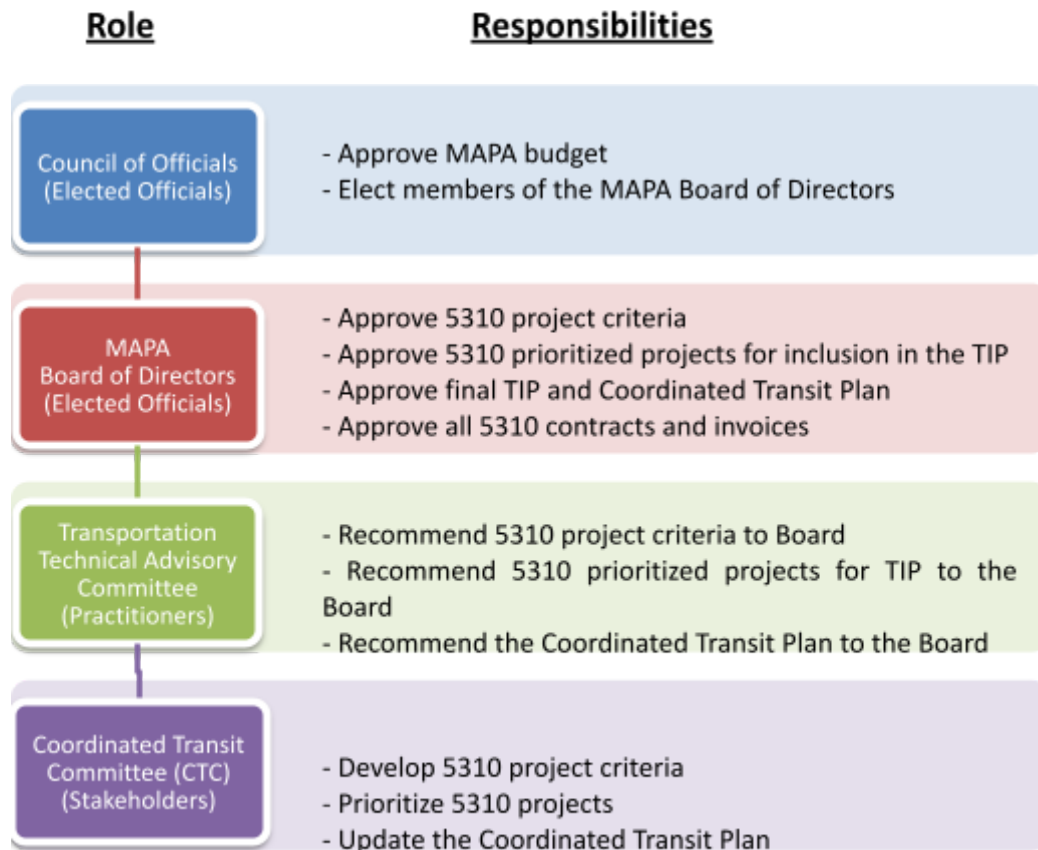 Role
Responsibilities
Council of Officials
(Elected Officials)
- Approve MAPA budget
- Elect members of the MAPA Board of Directors
MAPA
Board of Directors
(Elected Officials)
- Approve 5310 project criteria
- Approve 5310 prioritized projects for inclusion in the TIP
- Approve final TIP and Coordinated Transit Plan
- Approve all 5310 contracts and invoices
Transportation
Technical Advisory
Committee
(Practitioners)
- Recommend 5310 project criteria to Board
- Recommend 5310 prioritized projects for TIP to the
Board
- Recommend the Coordinated Transit Plan to the Board
Coordinated Transit
Committee (CTC)
(Stakeholders)
- Develop 5310 project criteria
- Prioritize 5310 projects
- Update the Coordinated Transit Plan